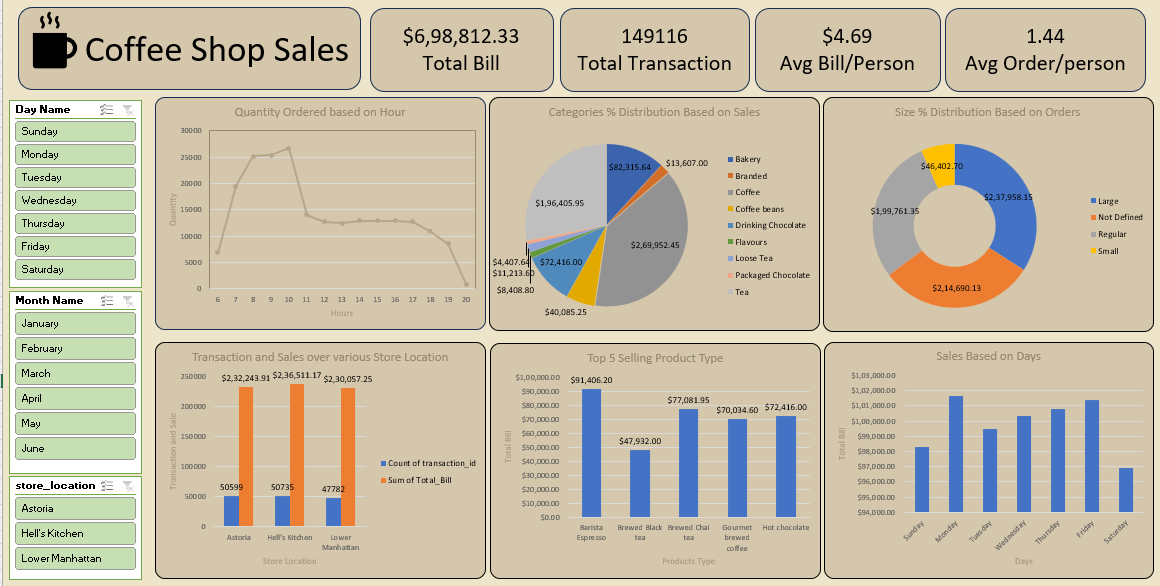 Coffee Shop Sales
$6,98,812.33
Total Bill
149116
Total Transaction
$4.69
Avg Bill/Person
1.44
Avg Order/person
Day Name
Sunday
Monday
Tuesday
Wednesday
Thursday
Friday
Saturday
Month Name
January
February
March
April
May
June
store_location
Astoria
Hell's Kitchen
Lower Manhattan
Quantity Ordered based on Hour
30000
25000
20000
15000
10000
5000
0
Quantity
6 7 8 9 10 11 12 13 14 15 16 17 18 19 20
Hours
Categories % Distribution Based on Sales
$82,315.64
$13,607.00
$2,69,952.45
$40,085.25
$72,416.00
$8,408.80
$11,213.60
$4,407.64
$1,96,405.95
Bakery
Branded
Coffee
Coffee beans
Drinking Chocolate
Flavours
Loose Tea
Packaged Chocolate
Tea
Size % Distribution Based on Orders
$46,402.70
$2,37,958.15
$1,99,761.35
$2,14,690.13
Large
Not Defined
Regular
Small
Transaction and Sales over various Store Location
250000
200000
150000
100000
50000
0
Transaction and Sale
$2,32,243.91 $2,36,511.17 $2,30,057.25
50599 50735 47782
Astoria Hell's Kitchen Lower
Manhattan
Store Location
Count of transaction_id
Sum of Total_Bill
Top 5 Selling Product Type
$1,00,000.00
$90,000.00
$80,000.00
$70,000.00
$60,000.00
$50,000.00
$40,000.00
$30,000.00
$20,000.00
$10,000.00
$0.00
Total Bill
$91,406.20
$47,932.00
$77,081.95
$70,034.60
$72,416.00
Barista
Espresso
Brewed Black
tea
Brewed Chai
tea
Gourmet
brewed
coffee
Hot chocolate
Products Type
Sales Based on Days
$1,03,000.00
$1,02,000.00
$1,01,000.00
$1,00,000.00
$99,000.00
$98,000.00
$97,000.00
$96,000.00
$95,000.00
$94,000.00
Total Bill
Sunday
Monday
Tuesday
Wednesday
Thursday
Friday
Saturday
Days